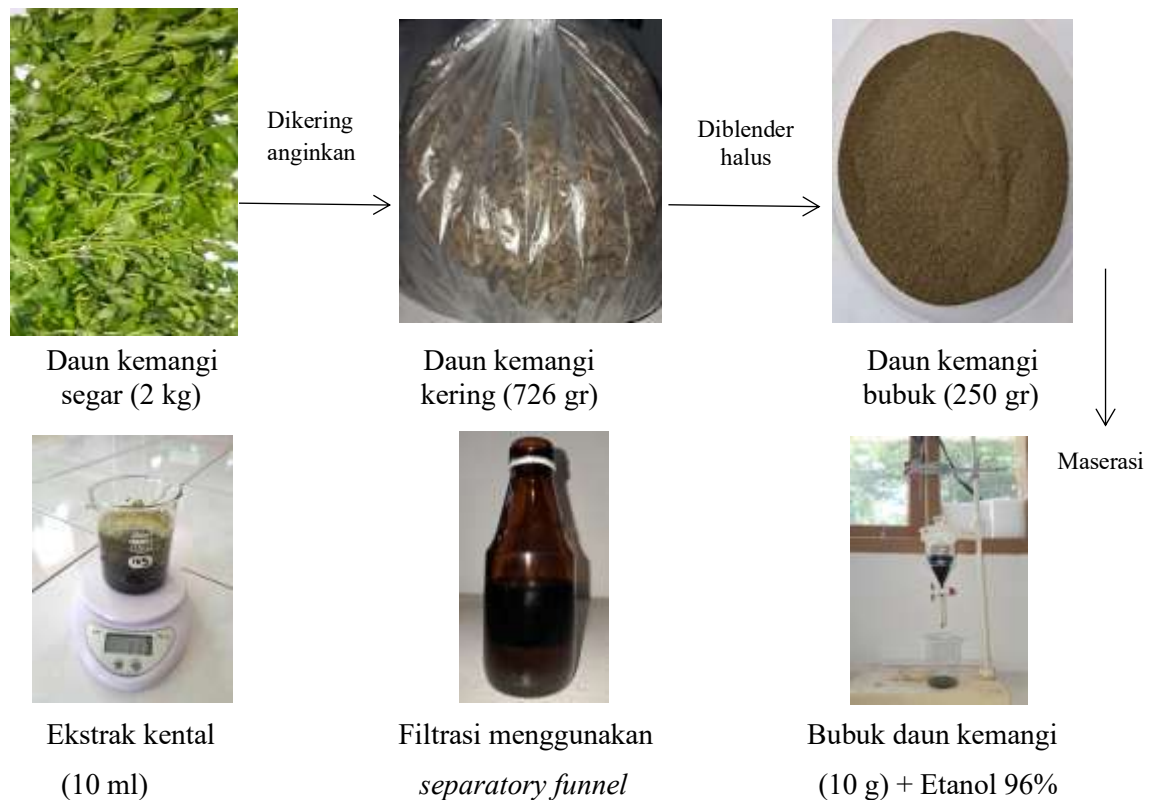 Dikering
anginkan
Diblender
halus
Daun kemangi
segar (2 kg)
Daun kemangi
kering (726 gr)
Daun kemangi
bubuk (250 gr)
Maserasi
Ekstrak kental
(10 ml)
Filtrasi menggunakan
separatory funnel
Bubuk daun kemangi
(10 g) + Etanol 96%